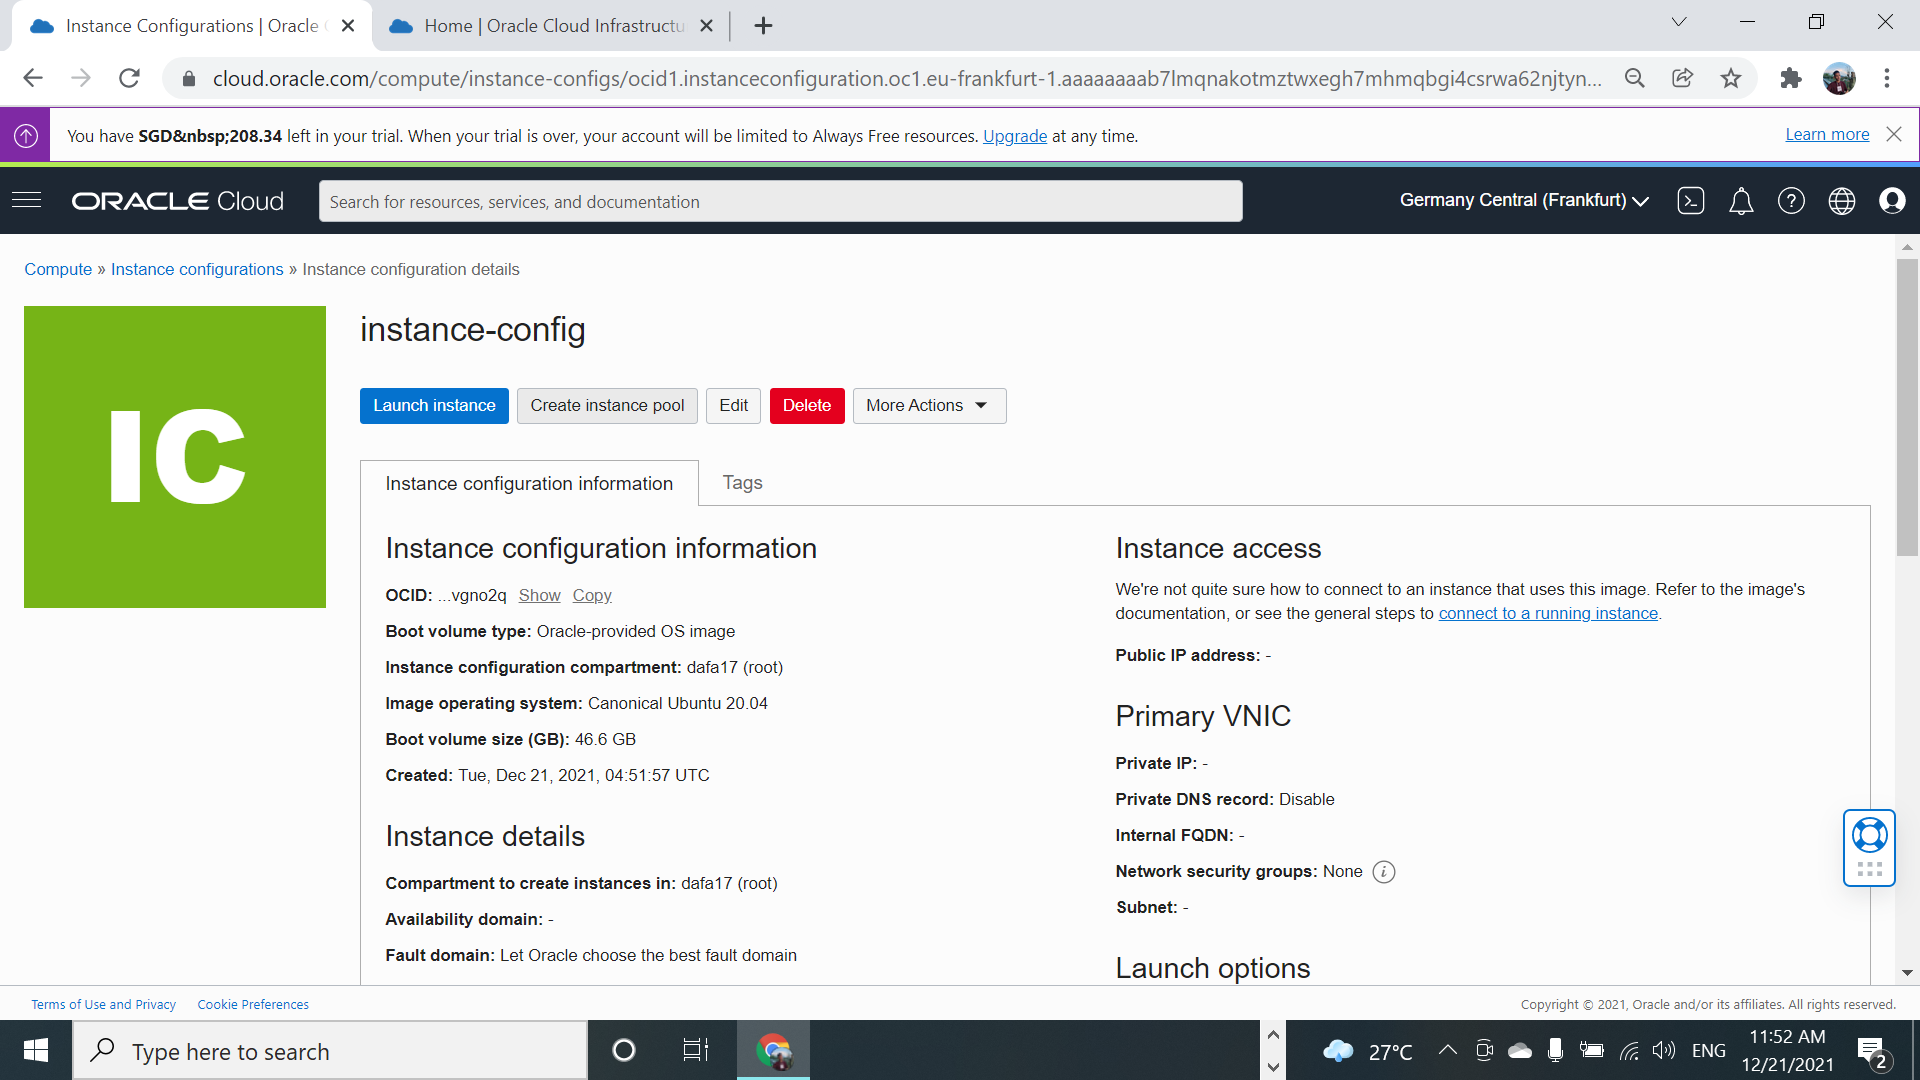 Instance Configurations | Oracle
Home | Oracle Cloud Infrastructu
cloud.oracle.com/compute/instance-configs/ocid1.instanceconfiguration.oc1.eu-frankfurt-1.aaaaaaaab7lmqnakotmztwxegh7mhmqbgi4csrwa62njtyn...
You have SGD&nbsp;208.34 left in your trial. When your trial is over, your account will be limited to Always Free resources. Upgrade at any time.
Learn more
ORACLE Cloud
Search for resources, services, and documentation
Germany Central (Frankfurt)
Compute » Instance configurations » Instance configuration details
IC
instance-config
Launch instance
Create instance pool
Edit
Delete
More Actions
Instance configuration information
Tags
Instance configuration information
OCID: ...vgno2q Show Copy
Boot volume type: Oracle-provided OS image
Instance configuration compartment: dafa17 (root)
Image operating system: Canonical Ubuntu 20.04
Boot volume size (GB): 46.6 GB
Created: Tue, Dec 21, 2021, 04:51:57 UTC
Instance details
Compartment to create instances in: dafa17 (root)
Availability domain: -
Fault domain: Let Oracle choose the best fault domain
Instance access
We're not quite sure how to connect to an instance that uses this image. Refer to the image's
documentation, or see the general steps to connect to a running instance.
Public IP address: -
Primary VNIC
Private IP: -
Private DNS record: Disable
Internal FQDN: -
Network security groups: None
Subnet: -
Launch options
Terms of Use and Privacy
Cookie Preferences
Copyright © 2021, Oracle and/or its affiliates. All rights reserved.
Type here to search
27°C
ENG
11:52 AM
12/21/2021
2